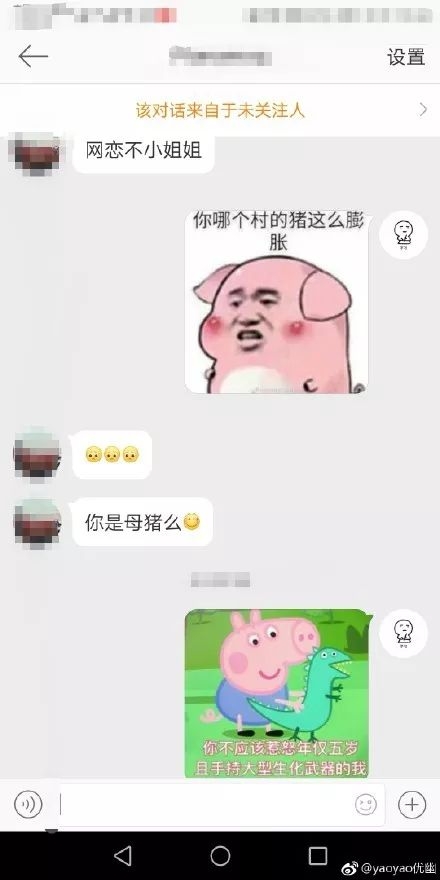 设置
该对话来自于未关注人
网恋不小姐姐
你哪个村的猪这么膨
胀
你是母猪么
你不应该惹怒年仅五岁
且手持大型生化武器的我
@yaoyao优幽